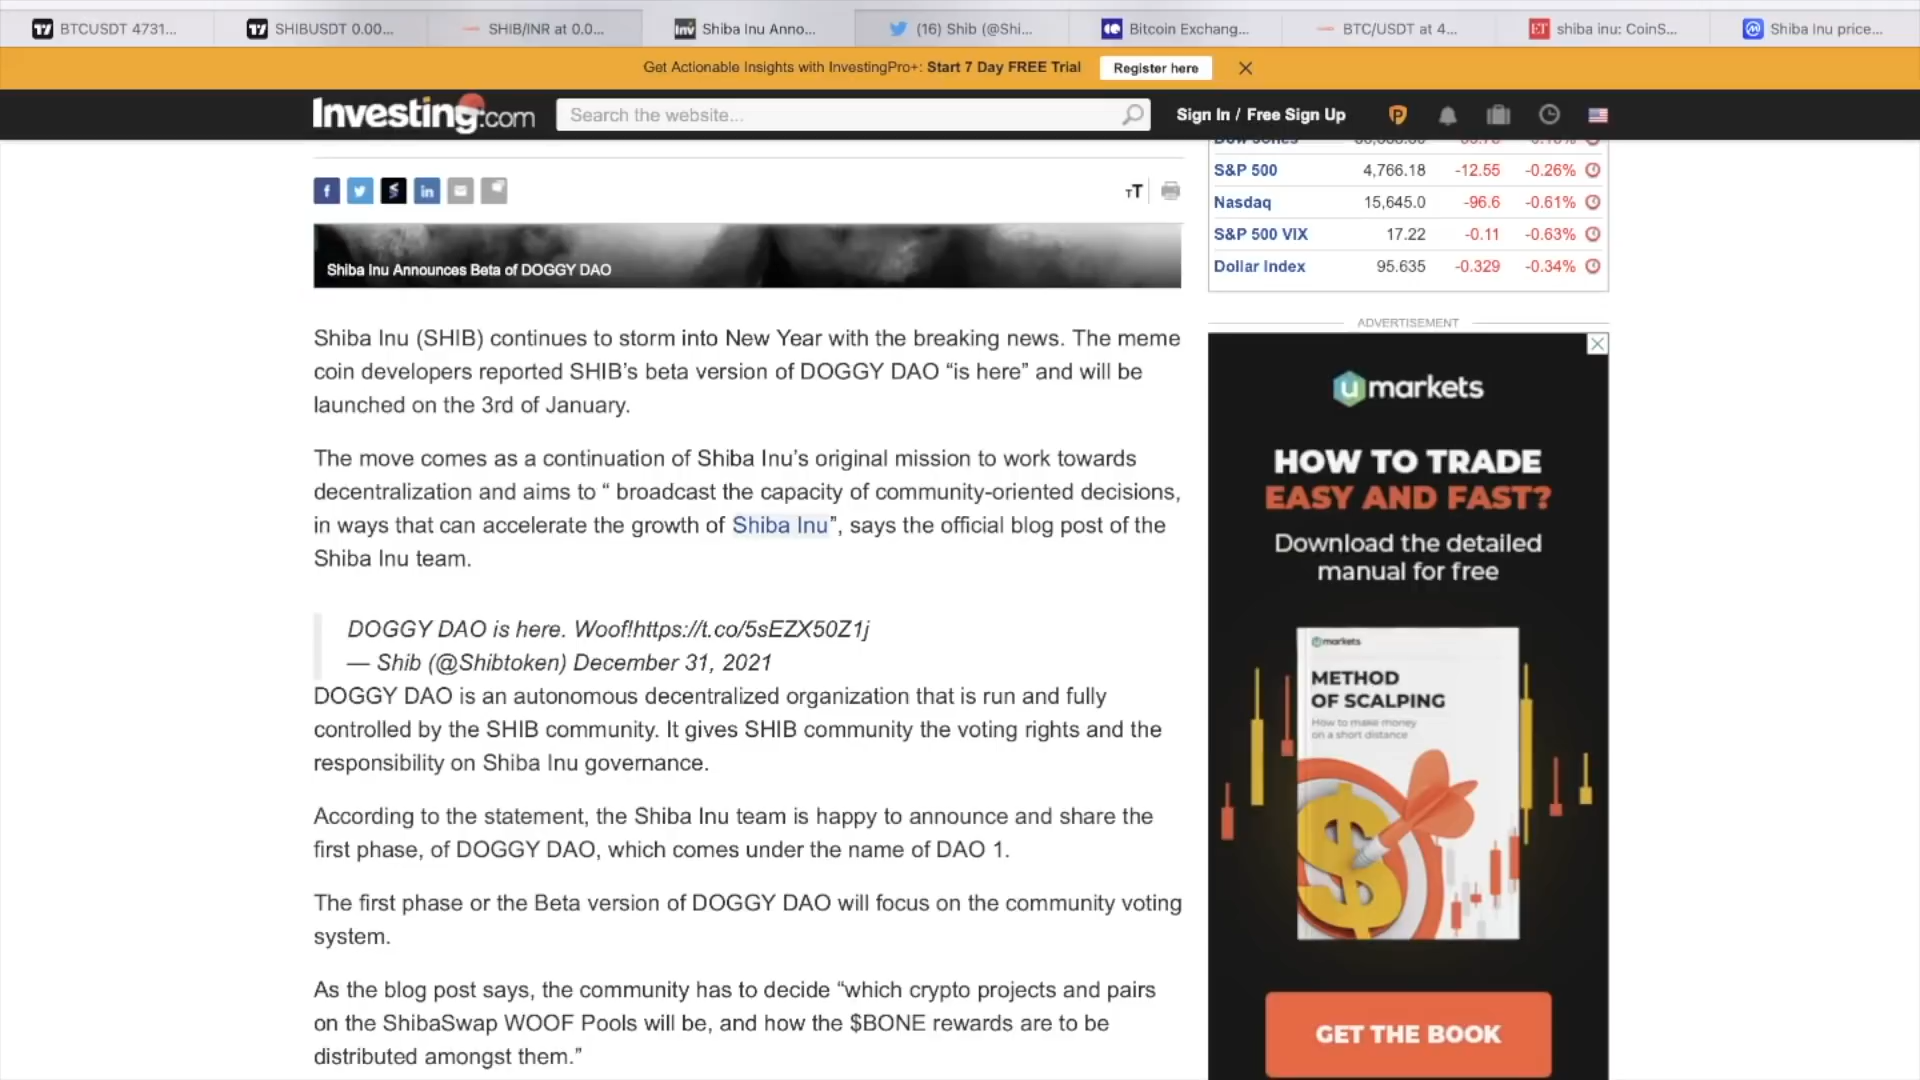 BTCUSDT 4731...
SHIBUSDT 0.00...
SHIB/INR at 0.0...
Inv
Shiba Inu Anno...
(16) Shib (@Shi...
Bitcoin Exchang...
BTC/USDT at 4...
ET
shiba inu: CoinS...
Shiba Inu price...
Get Actionable Insights with InvestingPro+: Start 7 Day FREE Trial
Register here
Investing.com
Search the website...
Sign In / Free Sign Up
S&P 500 4,766.18 -12.55 -0.26%
Nasdaq 15,645.0 -96.6 -0.61%
S&P 500 VIX 17.22 -0.11 -0.63%
Dollar Index 95.635 -0.329 -0.34%
TT
Shiba Inu Announces Beta of DOGGY DAO
Shiba Inu (SHIB) continues to storm into New Year with the breaking news. The meme
coin developers reported SHIB’s beta version of DOGGY DAO “is here” and will be
launched on the 3rd of January.
The move comes as a continuation of Shiba Inu’s original mission to work towards
decentralization and aims to “ broadcast the capacity of community-oriented decisions,
in ways that can accelerate the growth of Shiba Inu”, says the official blog post of the
Shiba Inu team.
DOGGY DAO is here. Woof!https://t.co/5sEZX50Z1j
— Shib (@Shibtoken) December 31, 2021
DOGGY DAO is an autonomous decentralized organization that is run and fully
controlled by the SHIB community. It gives SHIB community the voting rights and the
responsibility on Shiba Inu governance.
According to the statement, the Shiba Inu team is happy to announce and share the
first phase, of DOGGY DAO, which comes under the name of DAO 1.
The first phase or the Beta version of DOGGY DAO will focus on the community voting
system.
As the blog post says, the community has to decide “which crypto projects and pairs
on the ShibaSwap WOOF Pools will be, and how the $BONE rewards are to be
distributed amongst them.”
ADVERTISEMENT
umarkets
HOW TO TRADE
EASY AND FAST?
Download the detailed
manual for free
umarkets
METHOD
OF SCALPING
How to make money
on a short distance
GET THE BOOK